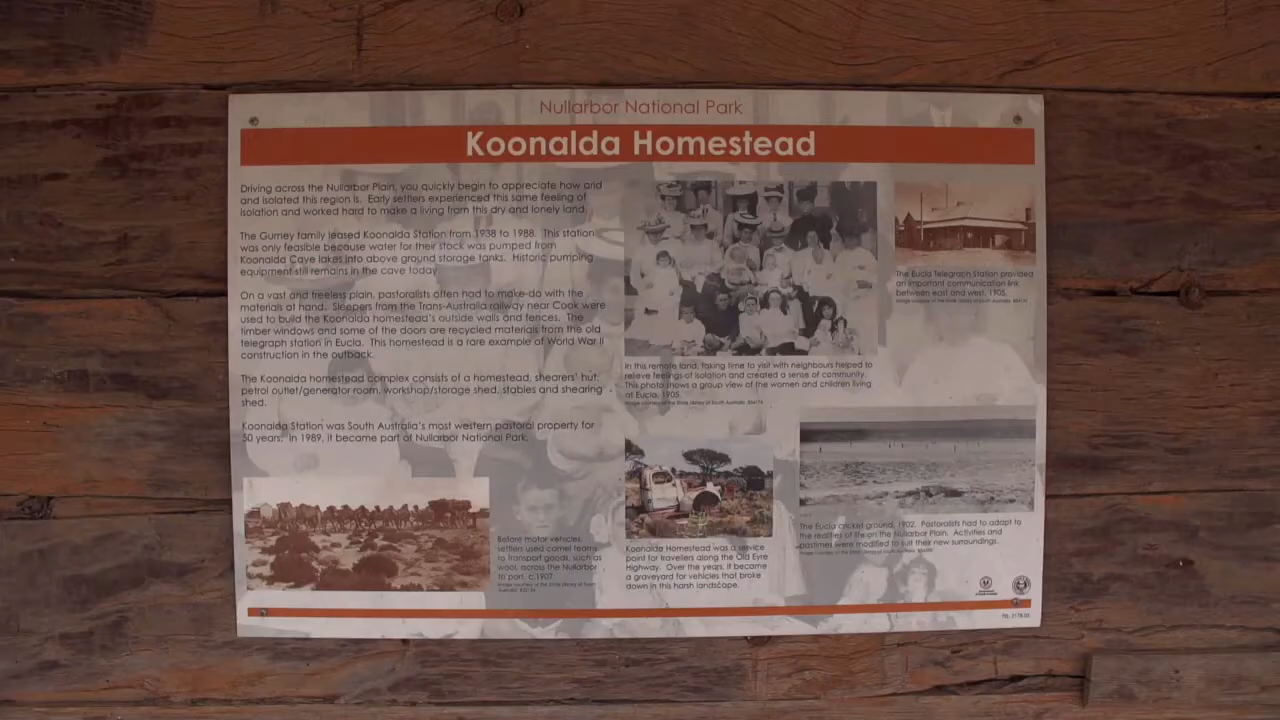 Nullarbor National Park
Koonalda Homestead
Driving across the Nullarbor Plain, you quickly begin to appreciate how and
and isolated this region is. Early settlers experienced this same feeling of
isolation and worked hard to make a living from this dry and lonely land.
The Gurney family leased Koonalda Station from 1938 to 1988. This station
was only feasible because water for their stock was pumped from
Koonalda Cave lakes into above ground storage tanks. Historic pumping
equipment still remains in the cave today
On a vast and treeless plain, pastoralists often had to make-do with the
materials at hand. Sleepers from the Trans-Australia railway near Cook were
used to build the Koonalda homestead's outside walls and fences. The
timber windows and some of the doors are recycled materials from the old
telegraph station in Eucla. This homestead is a rare example of World War II
construction in the outback.
The Koonalda homestead complex consists of a homestead, shearers' hut,
petrol outlet/generator room, workshop/storage shed, stables and shearing
shed.
Koonalda Station was South Australia's most western pastoral property for
50 years. In 1989, it became part of Nullarbor National Park.
Before motor vehicles,
settlers used camel teams
to transport goods, such as
wool across the Nullarbor
to port, c.1907.
In this remote land, taking time to visit with neighbours helped to
relieve feelings of isolation and created a sense of community.
This photo shows a group view of the women and children living
at Eucla, 1905.
Image courtesy of the State Library of South Australia
Koonalda Homestead was a service
point for travellers along the Old Eyre
Highway. Over the years, it became
a graveyard for vehicles that broke
down in this harsh landscape.
The Eucla Telegraph Station provided
an important communication link
between east and west, 1905.
The Eucla cricket ground, 1902. Pastoralists had to adapt to
the realities of life on the Nullarbor Plain. Activities and
pastimes were modified to suit their new surroundings.